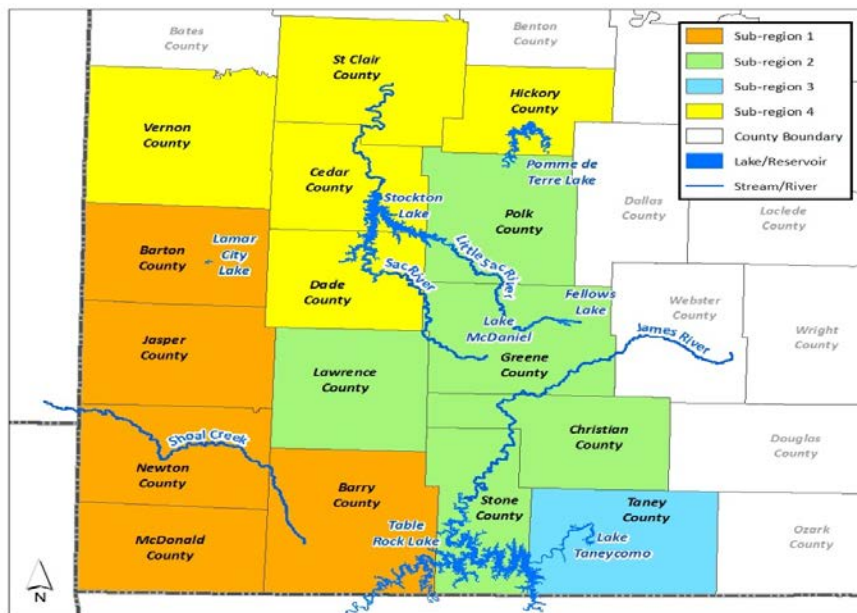 Bates
County
Benton
County
St Clair
County
Hickory
County
Vernon
County
Cedar
County
Pomme de
Terre Lake
Stockton
Lake
Dallas
County
Laclede
County
Polk
County
Barton
County
Lamar
City
Lake
Little Sac River
Sac River
Dade
County
Fellows
Lake
Webster
County
Lake
McDaniel
James River
Wright
County
Jasper
County
Greene
County
Lawrence
County
Shoal Creek
Christian
County
Douglas
County
Newton
County
Barry
County
Stone
County
Taney
County
McDonald
County
Table
Rock Lake
Lake
Taneycomo
Ozark
County
N
Sub-region 1
Sub-region 2
Sub-region 3
Sub-region 4
County Boundary
Lake/Reservoir
Stream/River